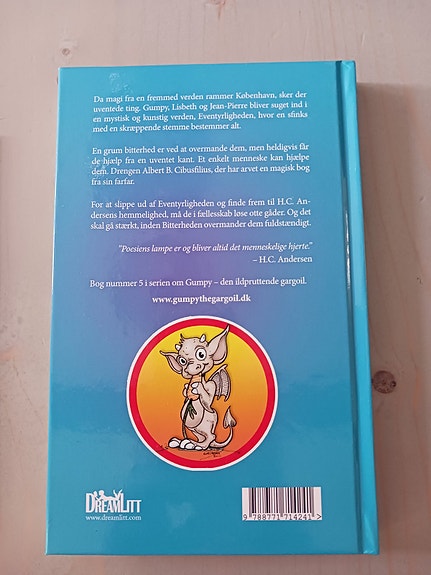 Da magi fra en fremmed verden rammer København, sker der
uventede ting. Gumpy, Lisbeth og Jean-Pierre bliver suget ind i
en mystisk og kunstig verden, Eventyrligheden, hvor en sfinks
med en skræppende stemme bestemmer alt.
En grum bitterhed er ved at overmande dem, men heldigvis får
de hjælp fra en uventet kant. Et enkelt menneske kan hjælpe
dem. Drengen Albert B. Cibusfilius, der har arvet en magisk bog
fra sin farfar.
For at slippe ud af Eventyrligheden og finde frem til H.C. An-
dersens hemmelighed, må de i fællesskab løse otte gåder. Og det
skal gå stærkt, inden Bitterheden overmander dem fuldstændigt.
"Poesiens lampe er og bliver altid det menneskelige hjerte."
– H.C. Andersen
Bog nummer 5 i serien om Gumpy – den ildpruttende gargoil.
www.gumpythegargoil.dk
DREAMLITT
www.dreamlitt.com
9 788771 714241 >